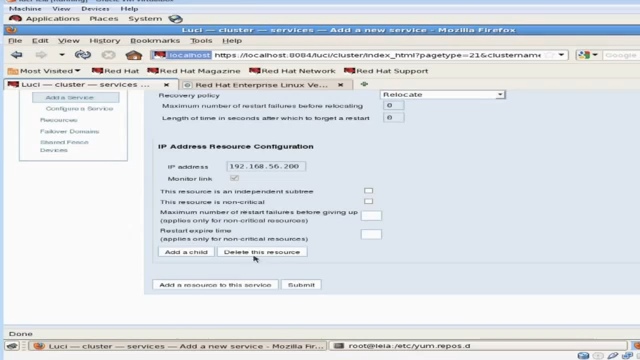 Machine View Devices Help
Applications Places System
Luci — cluster — services — Add a new service - Mozilla Firefox
File Edit View History Bookmarks Tools Help
localhost https://localhost:8084/luci/cluster/index_html?pagetype=21&clusternam Google
Most Visited Red Hat Red Hat Magazine Red Hat Network Red Hat Support
Luci — cluster — services ... Red Hat Enterprise Linux Ve...
Add a Service
Configure a Service
Resources
Failover Domains
Shared Fence
Devices
Recovery policy Relocate
Maximum number of restart failures before relocating 0
Length of time in seconds after which to forget a restart 0
IP Address Resource Configuration
IP address 192.168.56.200
Monitor link
This resource is an independent subtree
This resource is non-critical
Maximum number of restart failures before giving up
(applies only for non-critical resources)
Restart expire time
(applies only for non-critical resources)
Add a child Delete this resource
Add a resource to this service Submit
Done
Luci — cluster — services — Add a new service - Mozilla Firefox root@leia:/etc/yum.repos.d